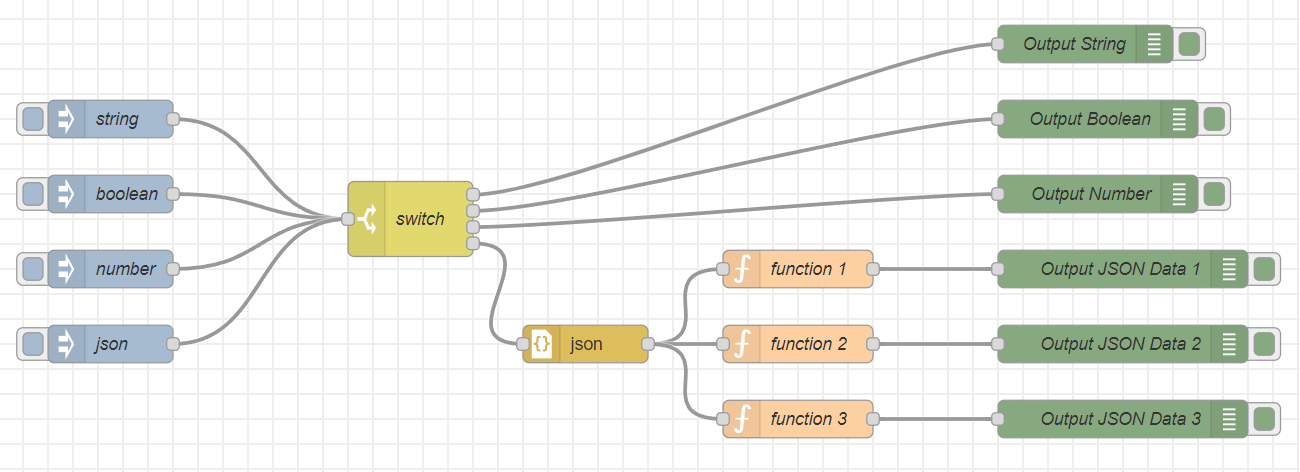 Output String
string
Output Boolean
boolean
Output Number
switch
number
function 1
Output JSON Data 1
json
json
function 2
Output JSON Data 2
function 3
Output JSON Data 3